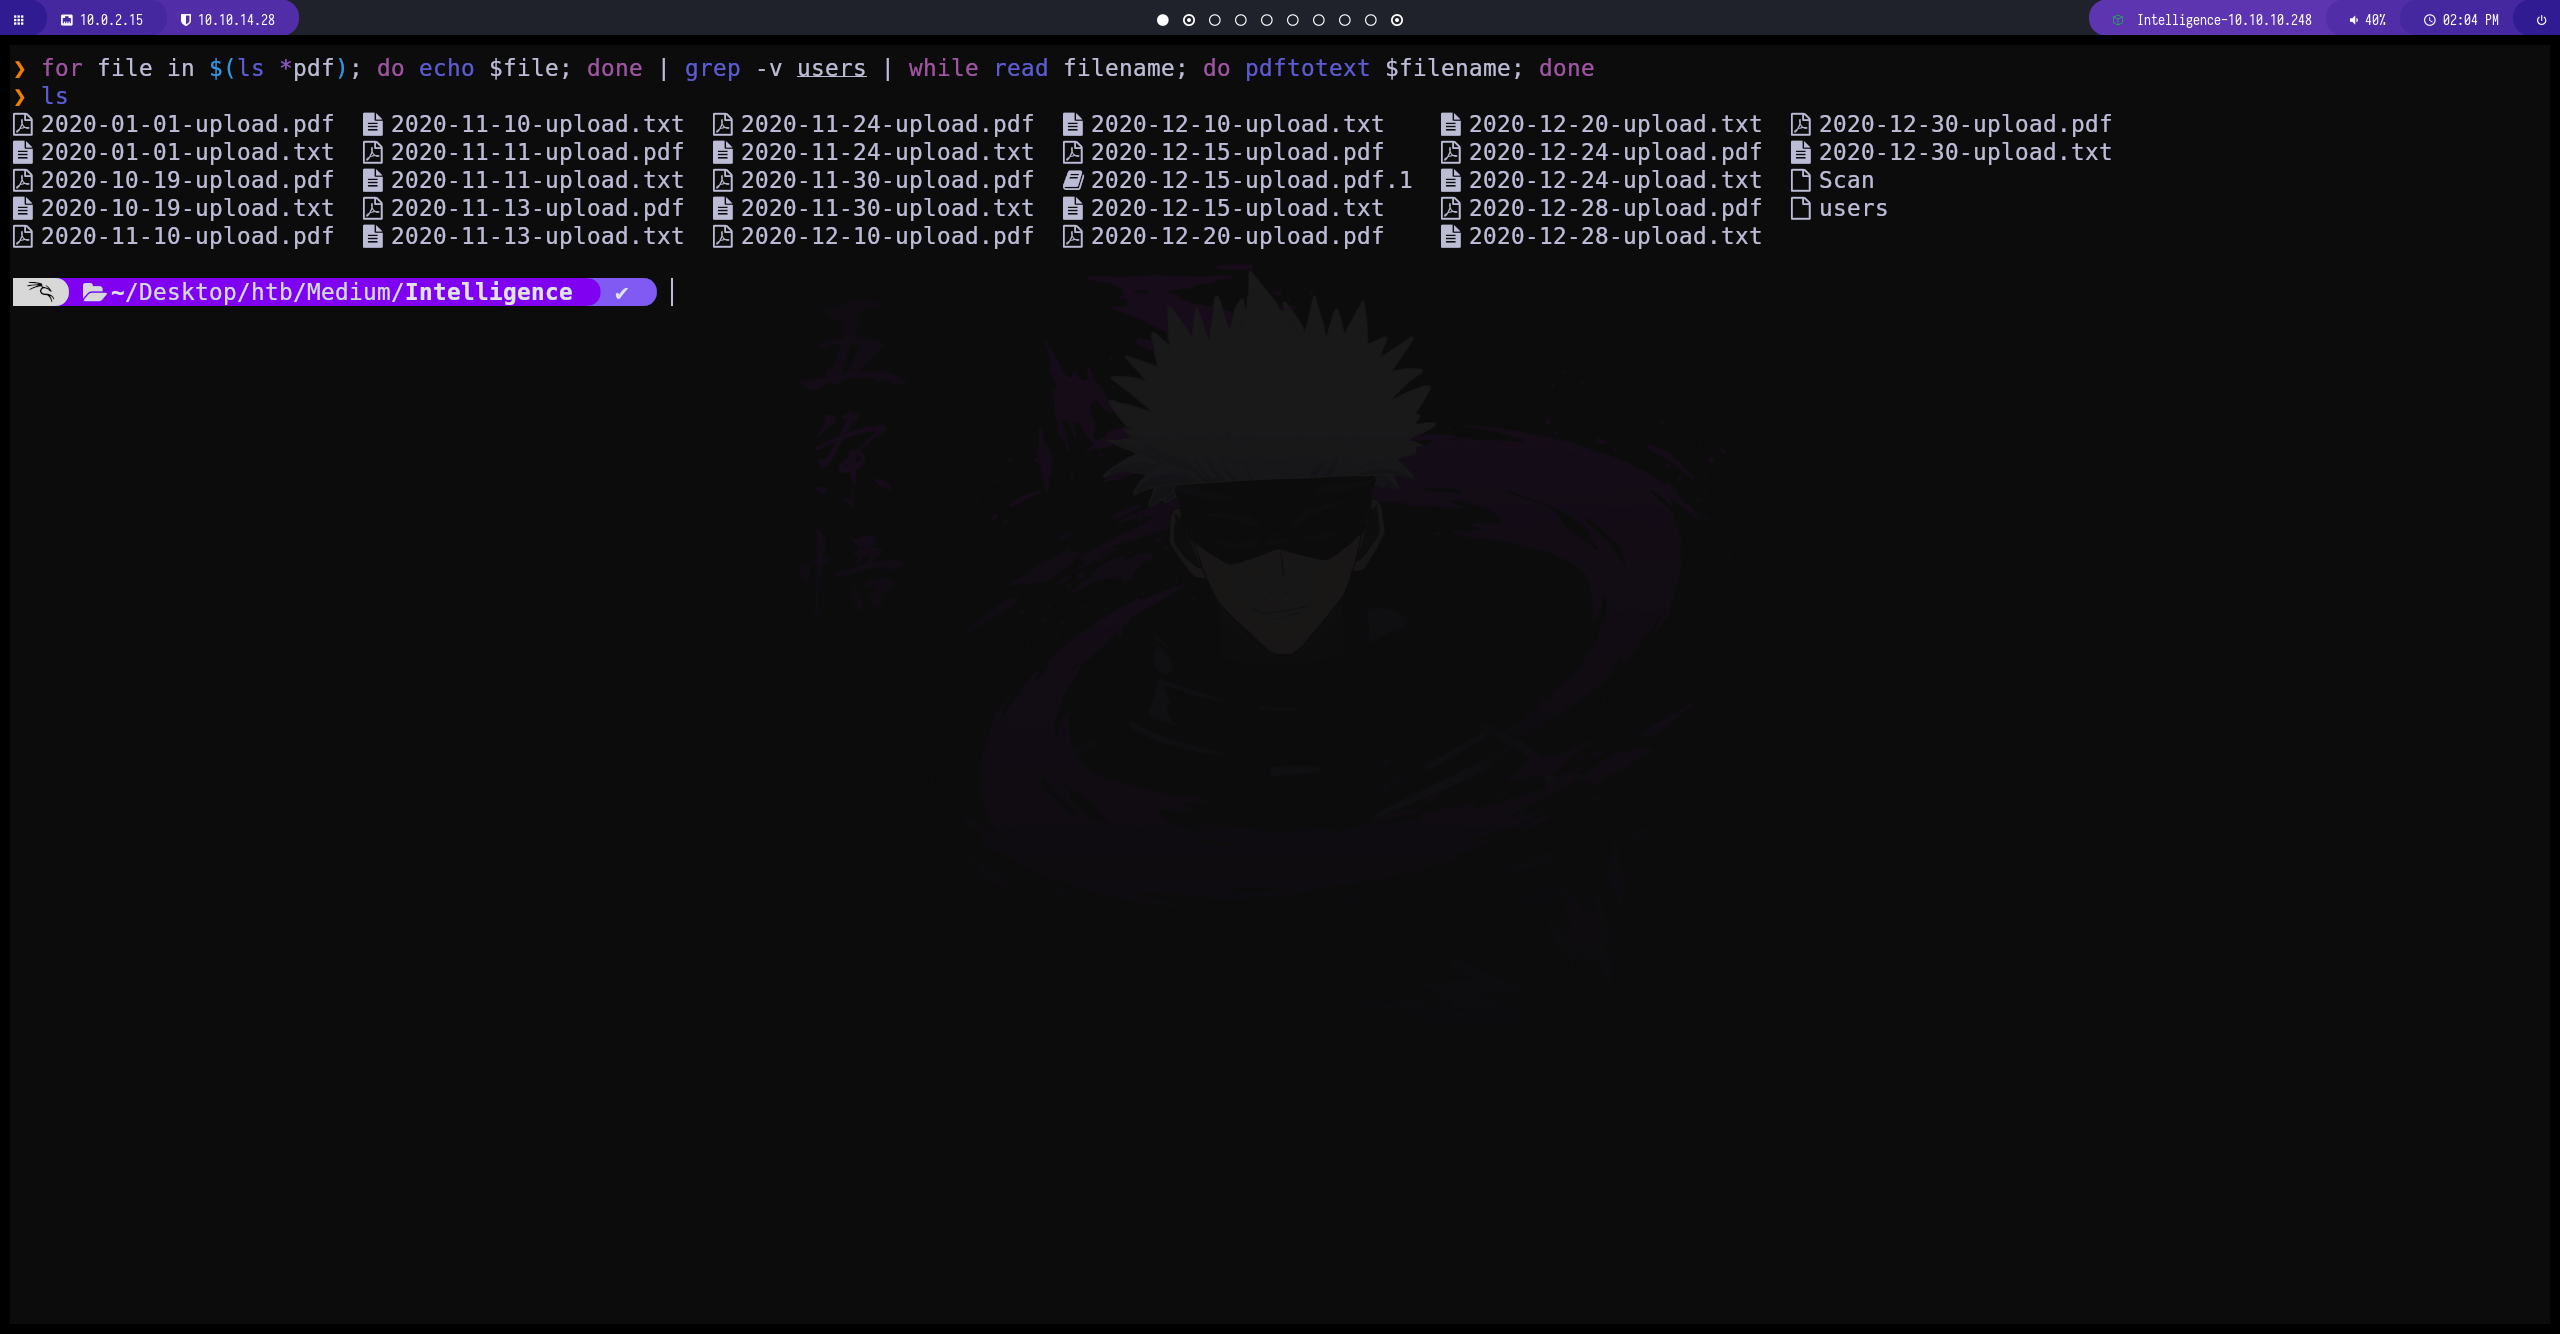 10.0.2.15 10.10.14.28 Intelligence-10.10.10.248 40% 02:04 PM
❯ for file in $(ls *pdf); do echo $file; done | grep -v users | while read filename; do pdftotext $filename; done
❯ ls
2020-01-01-upload.pdf 2020-11-10-upload.txt 2020-11-24-upload.pdf 2020-12-10-upload.txt 2020-12-20-upload.txt 2020-12-30-upload.pdf
2020-01-01-upload.txt 2020-11-11-upload.pdf 2020-11-24-upload.txt 2020-12-15-upload.pdf 2020-12-24-upload.pdf 2020-12-30-upload.txt
2020-10-19-upload.pdf 2020-11-11-upload.txt 2020-11-30-upload.pdf 2020-12-15-upload.pdf.1 2020-12-24-upload.txt Scan
2020-10-19-upload.txt 2020-11-13-upload.pdf 2020-11-30-upload.txt 2020-12-15-upload.txt 2020-12-28-upload.pdf users
2020-11-10-upload.pdf 2020-11-13-upload.txt 2020-12-10-upload.pdf 2020-12-20-upload.pdf 2020-12-28-upload.txt
~/Desktop/htb/Medium/Intelligence ✔
五
条
悟